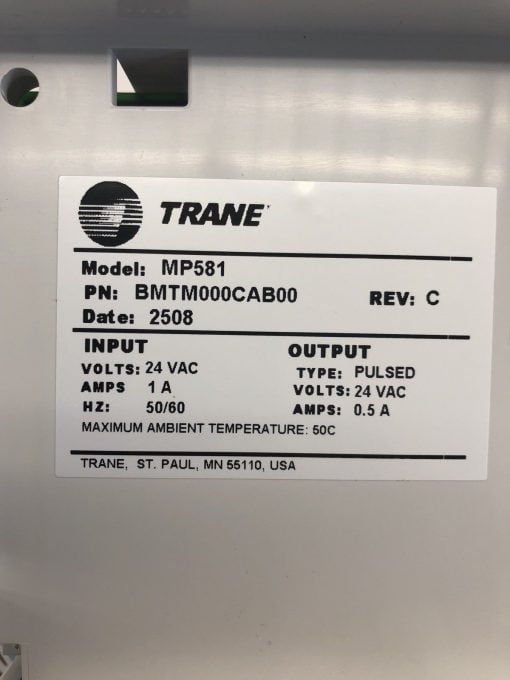 TRANE
Model: MP581
PN: BMTM000CAB00 REV: C
Date: 2508
INPUT
VOLTS: 24 VAC
AMPS 1 A
HZ: 50/60
OUTPUT
TYPE: PULSED
VOLTS: 24 VAC
AMPS: 0.5 A
MAXIMUM AMBIENT TEMPERATURE: 50C
TRANE, ST. PAUL, MN 55110, USA